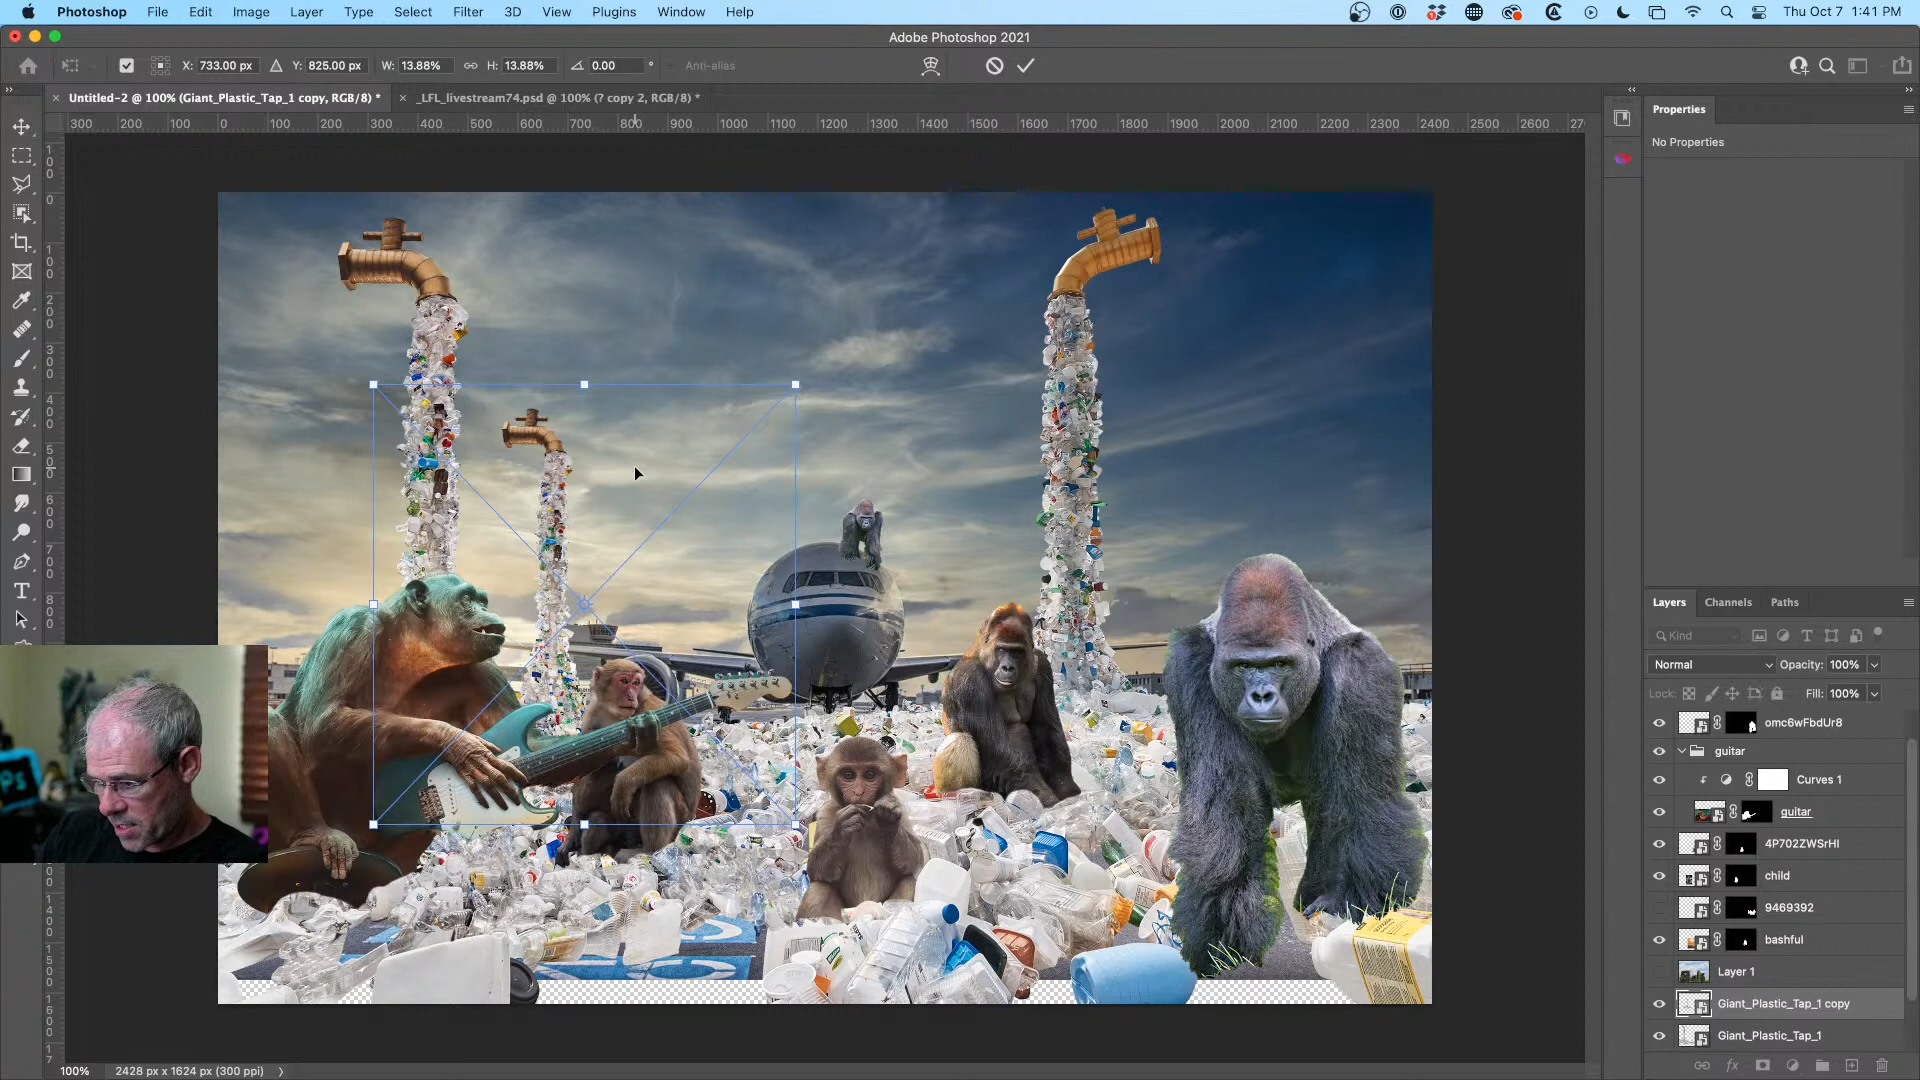 Photoshop File Edit Image Layer Type Select Filter 3D View Plugins Window Help Thu Oct 7 1:41 PM
Adobe Photoshop 2021
X: 733.00 px Y: 825.00 px W: 13.88% H: 13.88% 0.00 ° Anti-alias
Untitled-2 @ 100% (Giant_Plastic_Tap_1 copy, RGB/8) * _LFL_livestream74.psd @ 100% (? copy 2, RGB/8) *
300 200 100 0 100 200 300 400 500 600 700 800 900 1000 1100 1200 1300 1400 1500 1600 1700 1800 1900 2000 2100 2200 2300 2400 2500 2600
Properties
No Properties
Layers Channels Paths
Kind
Normal Opacity: 100%
Lock: Fill: 100%
omc6wFbdUr8
guitar
Curves 1
guitar
4P702ZWSrHI
child
9469392
bashful
Layer 1
Giant_Plastic_Tap_1 copy
Giant_Plastic_Tap_1
100% 2428 px x 1624 px (300 ppi)